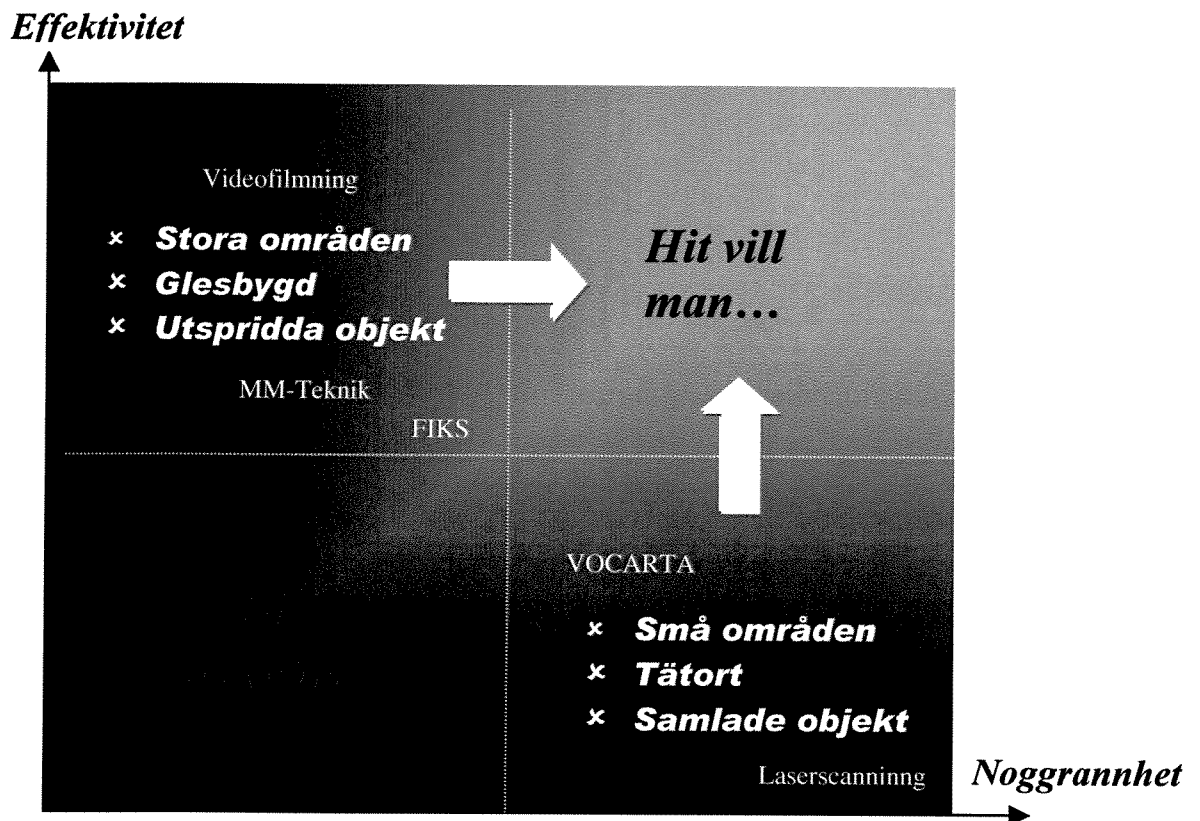 Effektivitet
Videofilmning
× Stora områden
× Glesbygd
× Utspridda objekt
MM-Teknik
FIKS
Hit vill
man...
VOCARTA
× Små områden
× Tätort
× Samlade objekt
Laserscanninng
Noggrannhet